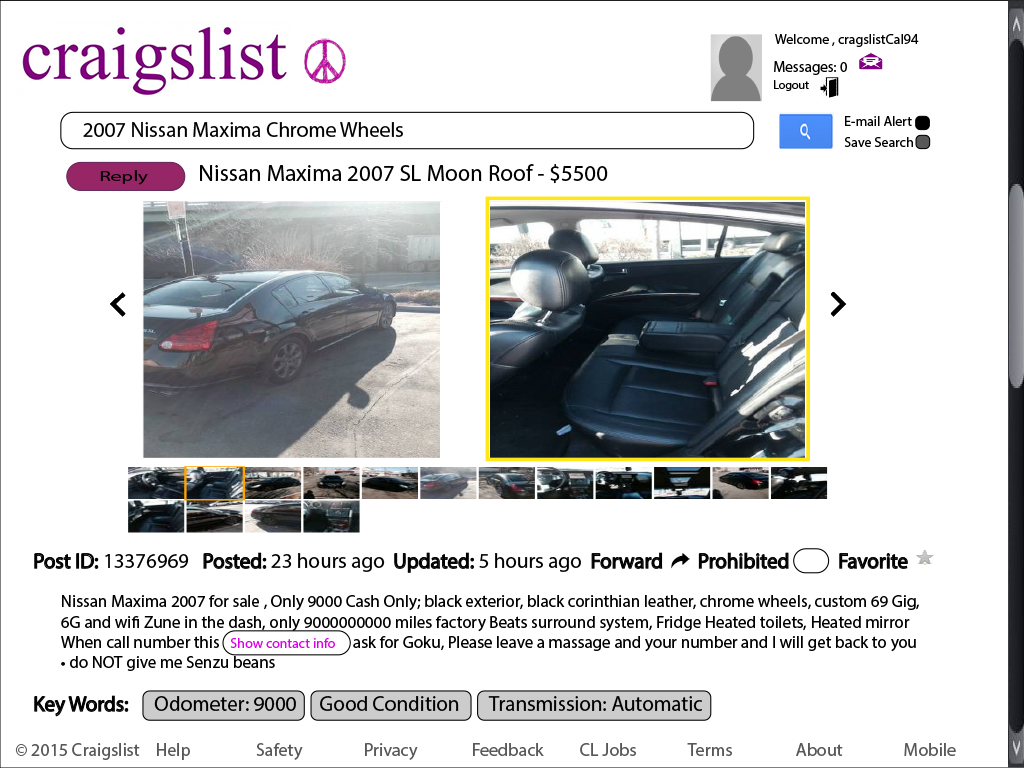 craigslist
Welcome , cragslistCal94
Messages: 0
Logout
2007 Nissan Maxima Chrome Wheels
E-mail Alert
Save Search
Reply
Nissan Maxima 2007 SL Moon Roof - $5500
Post ID: 13376969 Posted: 23 hours ago Updated: 5 hours ago Forward Prohibited Favorite
Nissan Maxima 2007 for sale , Only 9000 Cash Only; black exterior, black corinthian leather, chrome wheels, custom 69 Gig,
6G and wifi Zune in the dash, only 9000000000 miles factory Beats surround system, Fridge Heated toilets, Heated mirror
When call number this Show contact info ask for Goku, Please leave a massage and your number and I will get back to you
• do NOT give me Senzu beans
Key Words: Odometer: 9000 Good Condition Transmission: Automatic
© 2015 Craigslist Help Safety Privacy Feedback CL Jobs Terms About Mobile